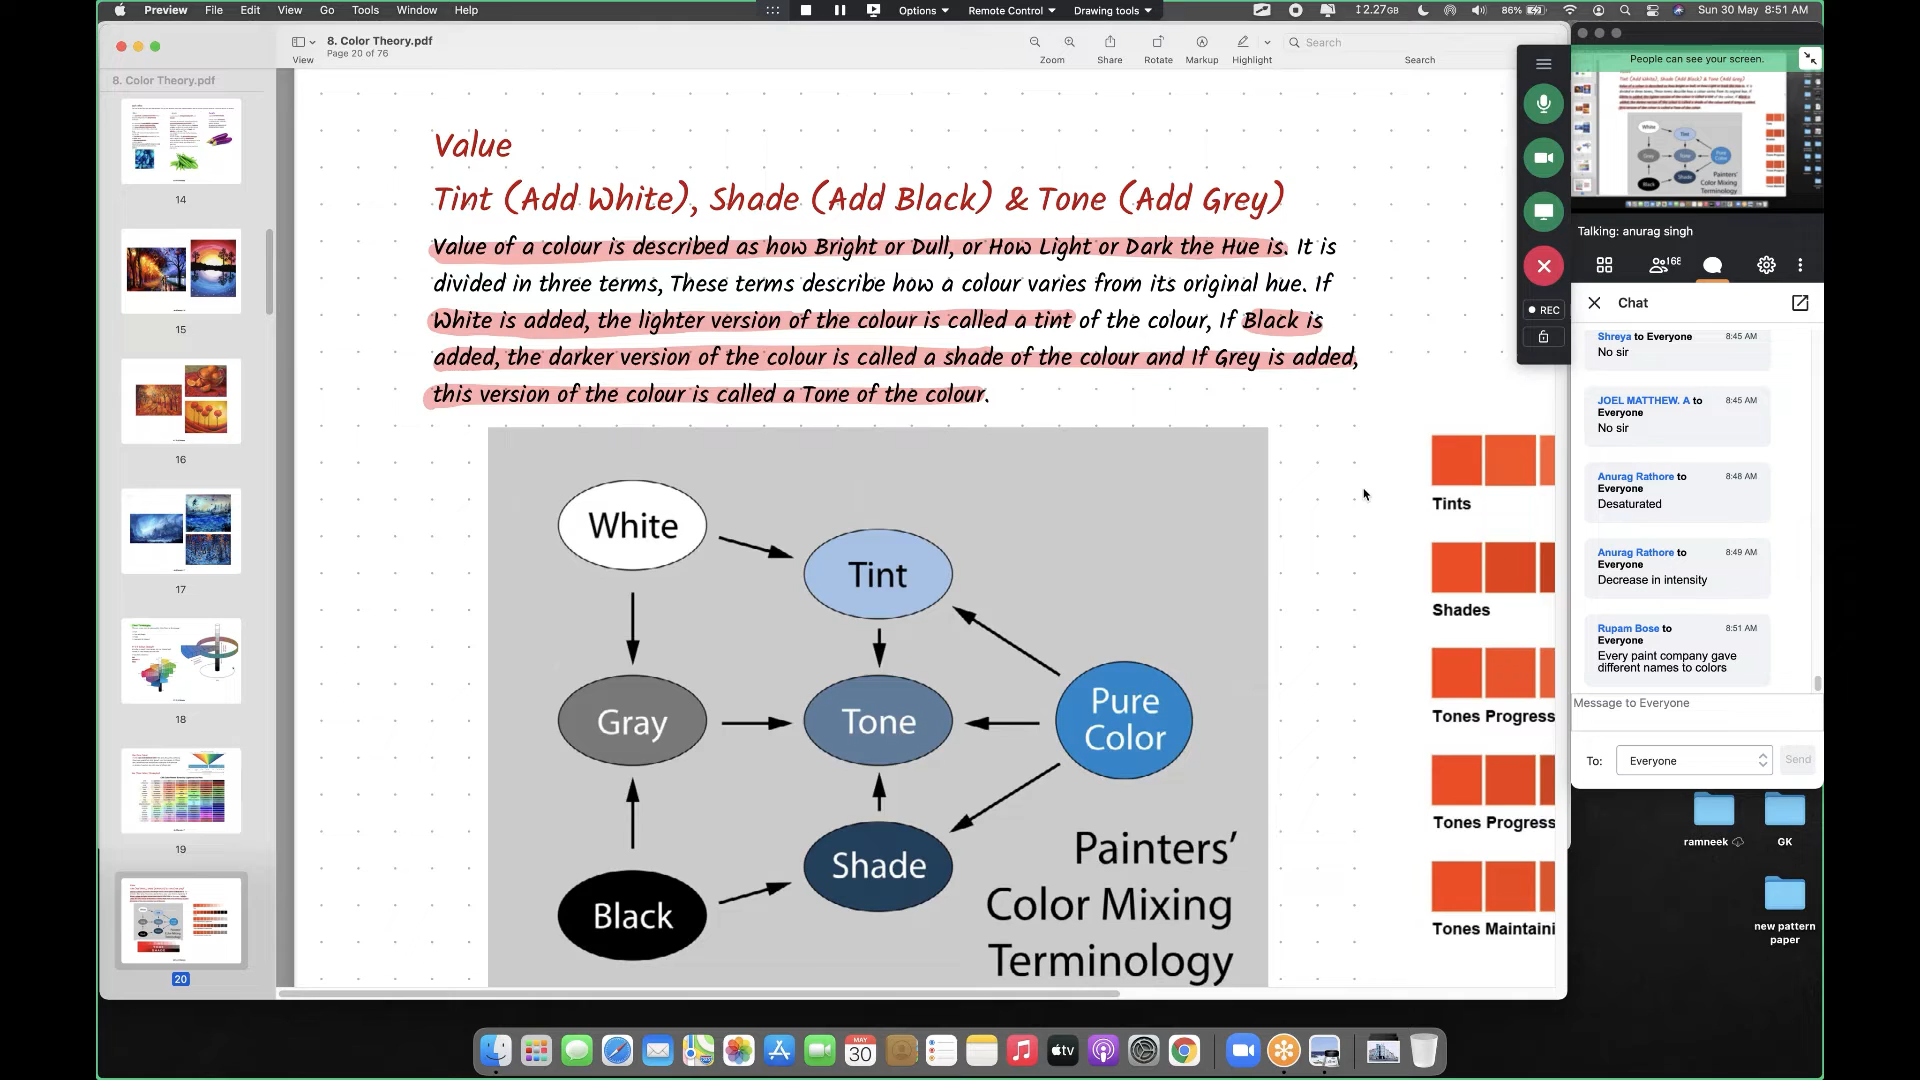 Preview File Edit View Go Tools Window Help
Options Remote Control Drawing tools
2.27GB 86% Sun 30 May 8:51 AM
8. Color Theory.pdf
Page 20 of 76
View
Zoom Share Rotate Markup Highlight Search
Search
8. Color Theory.pdf
14
15
16
17
18
19
20
Value
Tint (Add White), Shade (Add Black) & Tone (Add Grey)
Value of a colour is described as how Bright or Dull, or How Light or Dark the Hue is. It is
divided in three terms, These terms describe how a colour varies from its original hue. If
White is added, the lighter version of the colour is called a tint of the colour, If Black is
added, the darker version of the colour is called a shade of the colour and If Grey is added,
this version of the colour is called a Tone of the colour.
White
Tint
Gray
Tone
Pure
Color
Black
Shade
Painters'
Color Mixing
Terminology
Tints
Shades
Tones Progress
Tones Progress
Tones Maintaini
REC
People can see your screen.
Talking: anurag singh
168
Chat
Shreya to Everyone 8:45 AM
No sir
JOEL MATTHEW. A to 8:45 AM
Everyone
No sir
Anurag Rathore to 8:48 AM
Everyone
Desaturated
Anurag Rathore to 8:49 AM
Everyone
Decrease in intensity
Rupam Bose to 8:51 AM
Everyone
Every paint company gave
different names to colors
Message to Everyone
To: Everyone Send
ramneek GK
new pattern
paper
MAY
30
tv